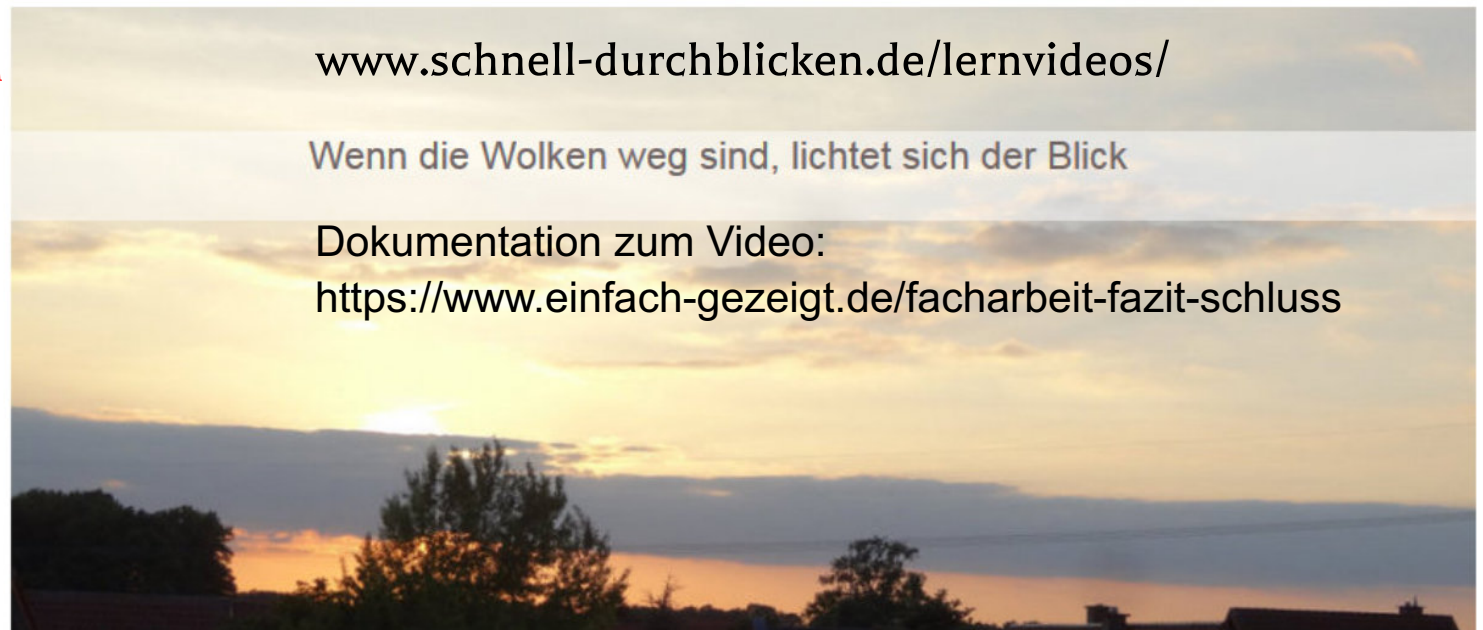 www.schnell-durchblicken.de/lernvideos/
Wenn die Wolken weg sind, lichtet sich der Blick
Dokumentation zum Video:
https://www.einfach-gezeigt.de/facharbeit-fazit-schluss